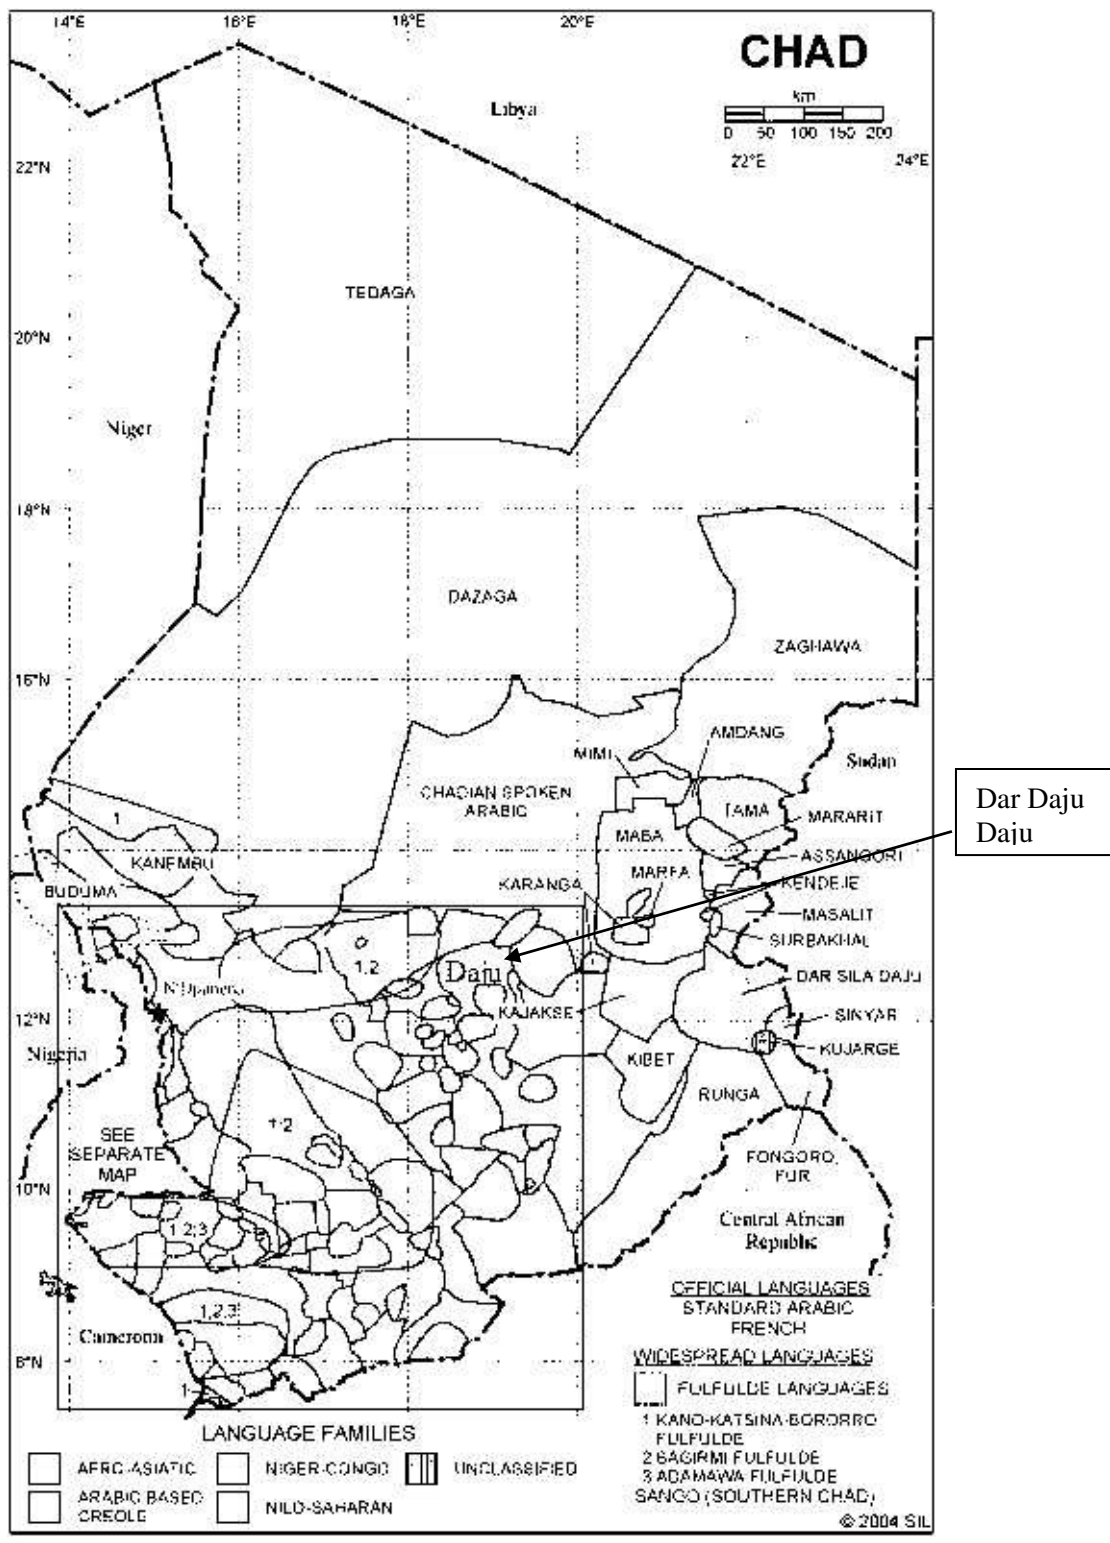 14°E 16°E 18°E 20°E
CHAD
km
0 50 100 150 200
22°E 24°E
Libya
22°N
TEDAGA
20°N
Niger
18°N
DAZAGA
ZAGHAWA
16°N
AMDANG
MIMI
Sudan
CHADIAN SPOKEN
ARABIC
Dar Daju
Daju
1
TAMA
MARARIT
MABA
KANEMBU
ASSANGORI
MARFA
BUDUMA
KARANGA
KENDEJE
MASALIT
SURBAKHAL
1,2
Daju
DAR SILA DAJU
N'Djamena
KAJAKSE
12°N
SINYAR
Nigeria
KUJARGE
KIBET
RUNGA
1,2
SEE
SEPARATE
MAP
FONGORO,
FUR
10°N
1,2,3
Central African
Republic
OFFICIAL LANGUAGES
STANDARD ARABIC
FRENCH
1,2,3
Cameroon
WIDESPREAD LANGUAGES
8°N
FULFULDE LANGUAGES
1
1 KANO-KATSINA-BORORRO
FULFULDE
2 BAGIRMI FULFULDE
3 ADAMAWA FULFULDE
SANGO (SOUTHERN CHAD)
LANGUAGE FAMILIES
AFRO-ASIATIC NIGER-CONGO UNCLASSIFIED
ARABIC BASED
CREOLE
NILO-SAHARAN
© 2004 SIL